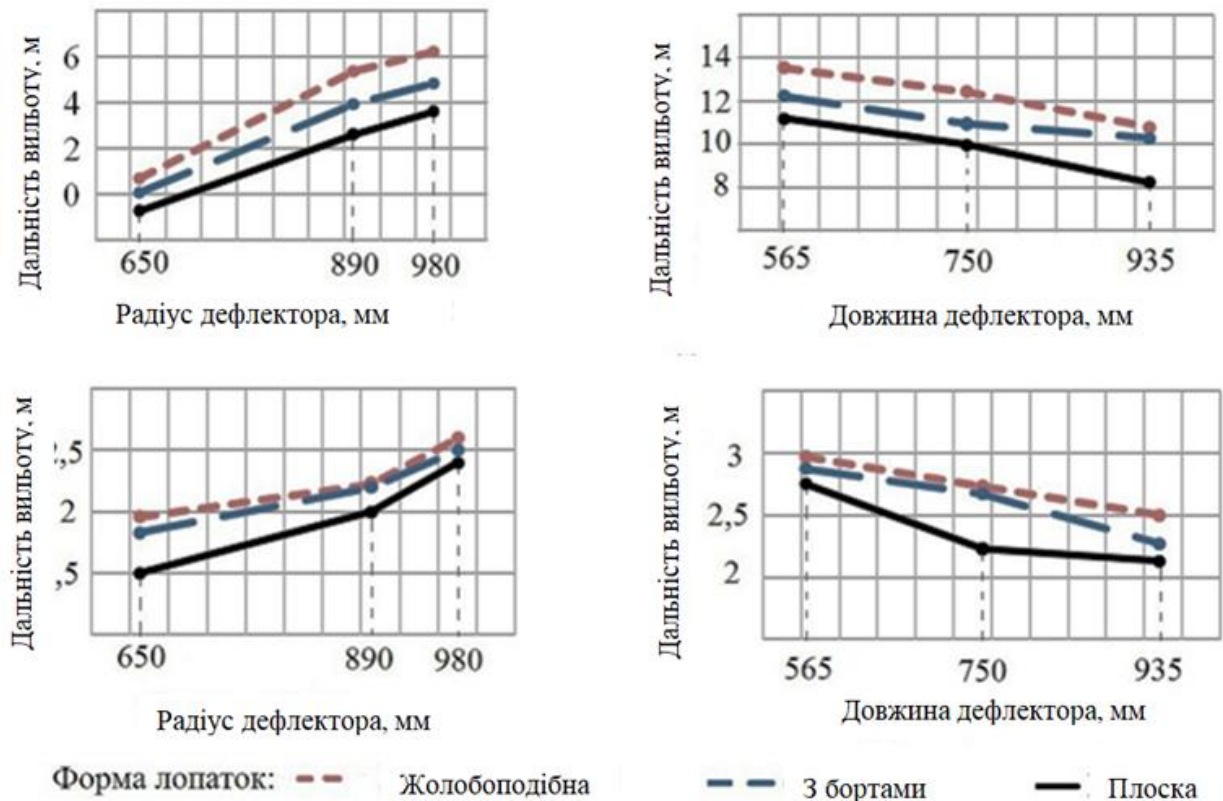 Дальність вильоту, м
6
4
2
0
650 890 980
Радіус дефлектора, мм
Дальність вильоту, м
14
12
10
8
565 750 935
Довжина дефлектора, мм
Дальність вильоту, м
,5
2
,5
650 890 980
Радіус дефлектора, мм
Дальність вильоту, м
3
2,5
2
565 750 935
Довжина дефлектора, мм
Форма лопаток: Жолобоподібна З бортами Плоска